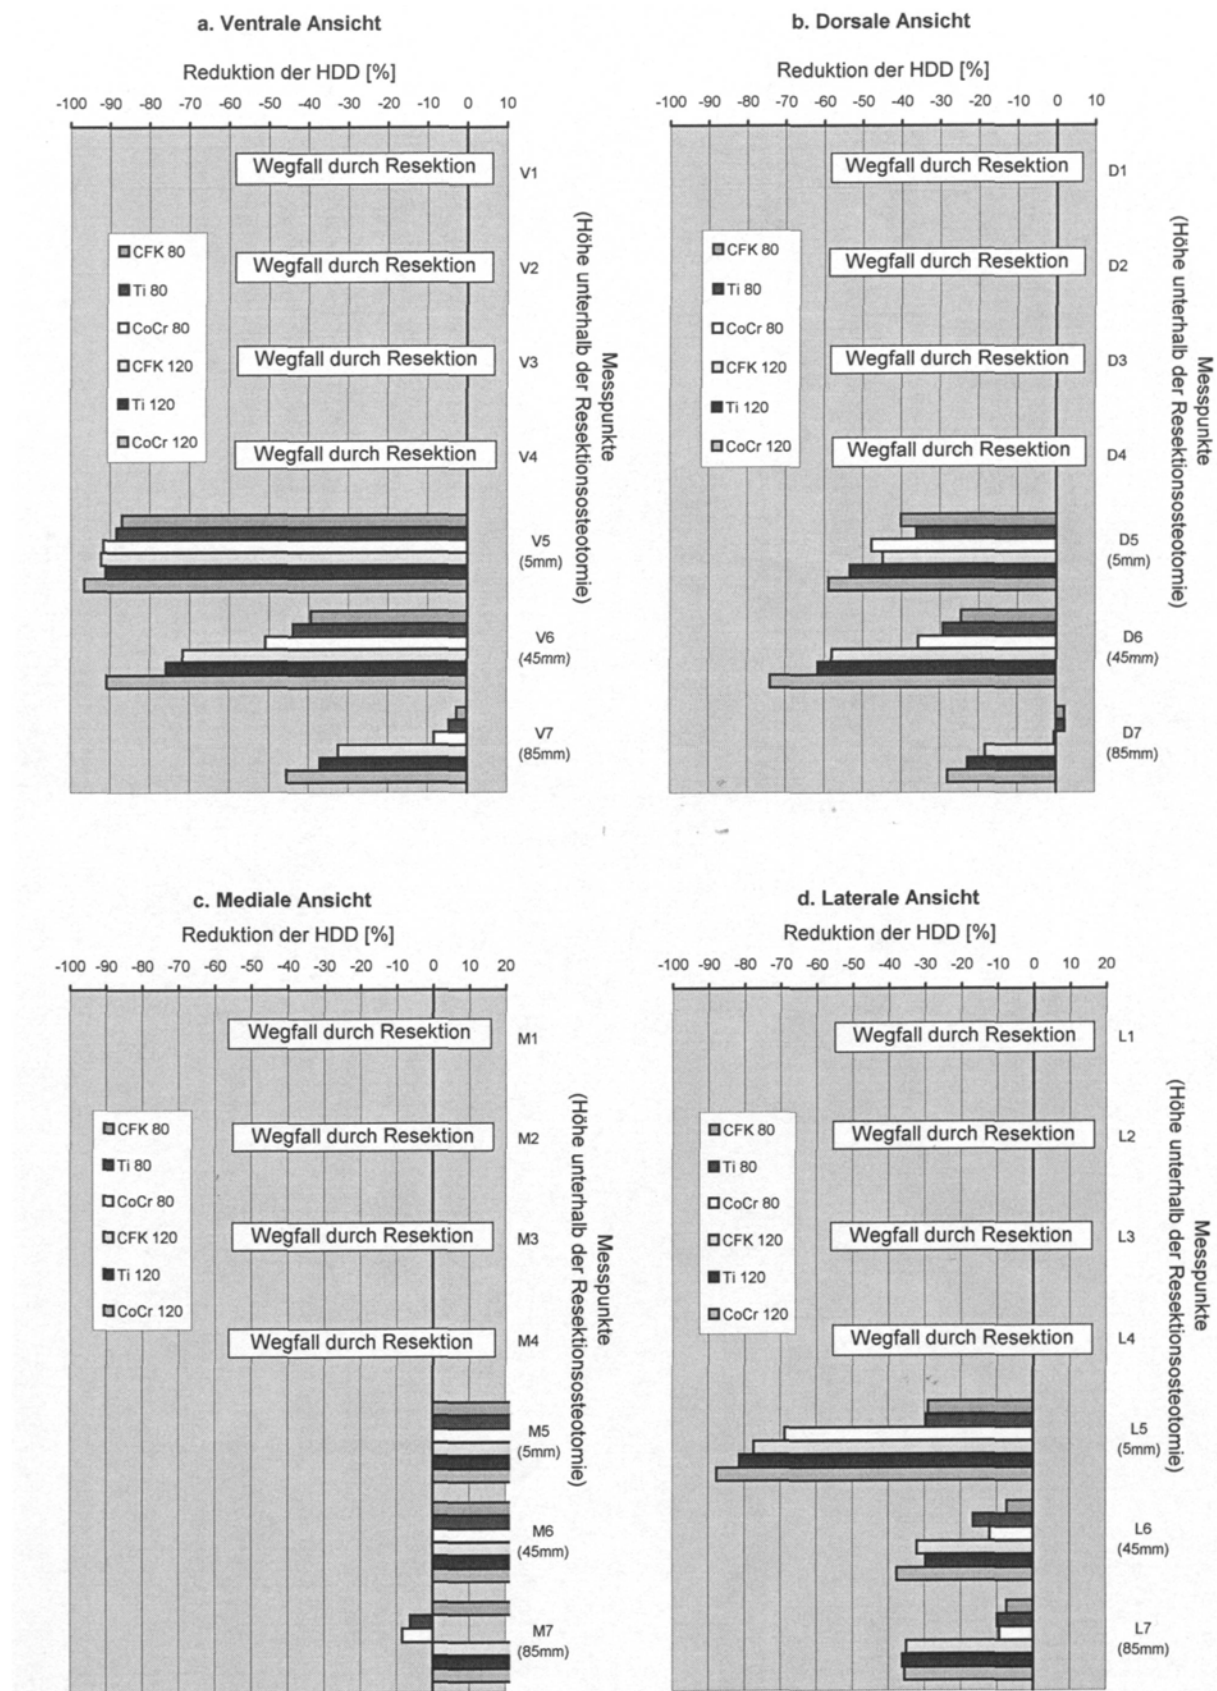 a. Ventrale Ansicht
Reduktion der HDD [%]
-100 -90 -80 -70 -60 -50 -40 -30 -20 -10 0 10
Wegfall durch Resektion V1
Wegfall durch Resektion V2
Wegfall durch Resektion V3
Wegfall durch Resektion V4
CFK 80
Ti 80
CoCr 80
CFK 120
Ti 120
CoCr 120
V5
(5mm)
V6
(45mm)
V7
(85mm)
Messpunkte
(Höhe unterhalb der Resektionsosteotomie)
b. Dorsale Ansicht
Reduktion der HDD [%]
-100 -90 -80 -70 -60 -50 -40 -30 -20 -10 0 10
Wegfall durch Resektion D1
Wegfall durch Resektion D2
Wegfall durch Resektion D3
Wegfall durch Resektion D4
CFK 80
Ti 80
CoCr 80
CFK 120
Ti 120
CoCr 120
D5
(5mm)
D6
(45mm)
D7
(85mm)
Messpunkte
(Höhe unterhalb der Resektionsosteotomie)
c. Mediale Ansicht
Reduktion der HDD [%]
-100 -90 -80 -70 -60 -50 -40 -30 -20 -10 0 10 20
Wegfall durch Resektion M1
Wegfall durch Resektion M2
Wegfall durch Resektion M3
Wegfall durch Resektion M4
CFK 80
Ti 80
CoCr 80
CFK 120
Ti 120
CoCr 120
M5
(5mm)
M6
(45mm)
M7
(85mm)
Messpunkte
(Höhe unterhalb der Resektionsosteotomie)
d. Laterale Ansicht
Reduktion der HDD [%]
-100 -90 -80 -70 -60 -50 -40 -30 -20 -10 0 10 20
Wegfall durch Resektion L1
Wegfall durch Resektion L2
Wegfall durch Resektion L3
Wegfall durch Resektion L4
CFK 80
Ti 80
CoCr 80
CFK 120
Ti 120
CoCr 120
L5
(5mm)
L6
(45mm)
L7
(85mm)
Messpunkte
(Höhe unterhalb der Resektionsosteotomie)